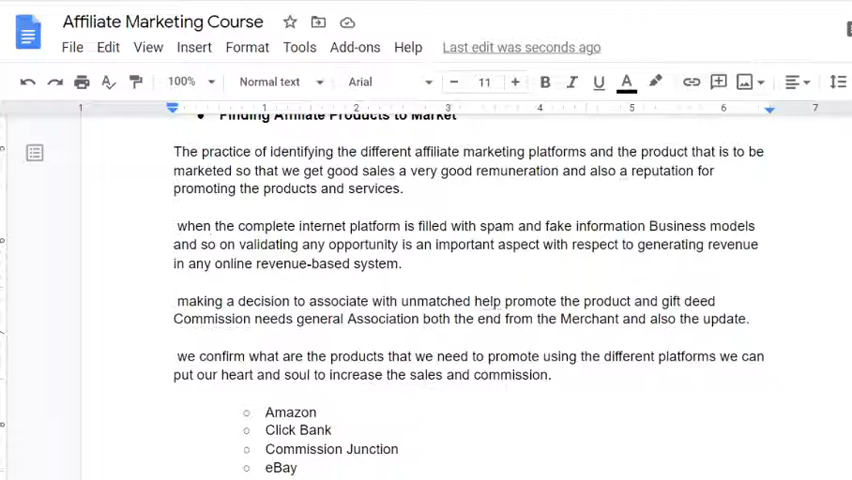 Affiliate Marketing Course
File Edit View Insert Format Tools Add-ons Help Last edit was seconds ago
100% Normal text Arial 11 B I U A
1 1 2 3 4 5 6 7
Finding Affiliate Products to Market
The practice of identifying the different affiliate marketing platforms and the product that is to be
marketed so that we get good sales a very good remuneration and also a reputation for
promoting the products and services.
when the complete internet platform is filled with spam and fake information Business models
and so on validating any opportunity is an important aspect with respect to generating revenue
in any online revenue-based system.
making a decision to associate with unmatched help promote the product and gift deed
Commission needs general Association both the end from the Merchant and also the update.
we confirm what are the products that we need to promote using the different platforms we can
put our heart and soul to increase the sales and commission.
Amazon
Click Bank
Commission Junction
eBay